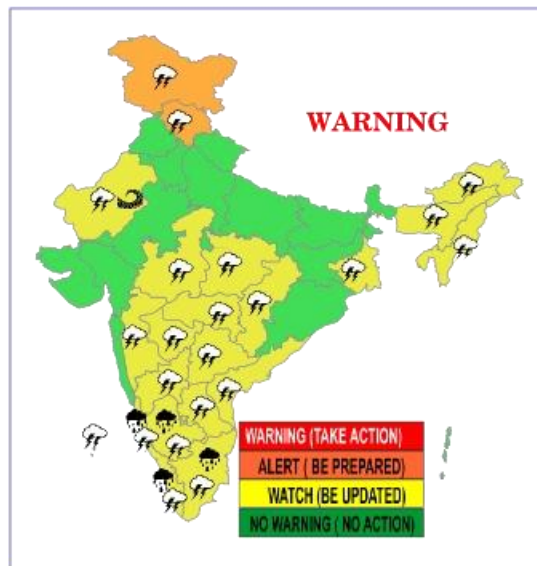 WARNING
WARNING (TAKE ACTION)
ALERT ( BE PREPARED)
WATCH (BE UPDATED)
NO WARNING ( NO ACTION)